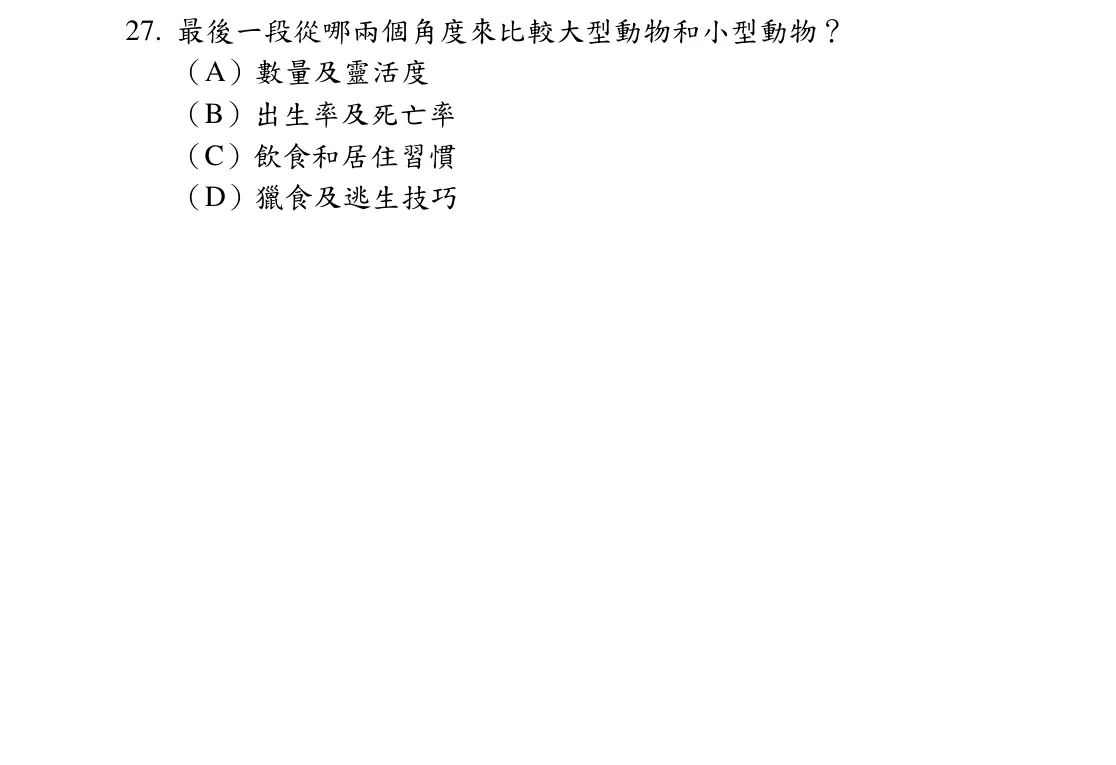 27. 最後一段從哪兩個角度來比較大型動物和小型動物？
（A）數量及靈活度
（B）出生率及死亡率
（C）飲食和居住習慣
（D）獵食及逃生技巧